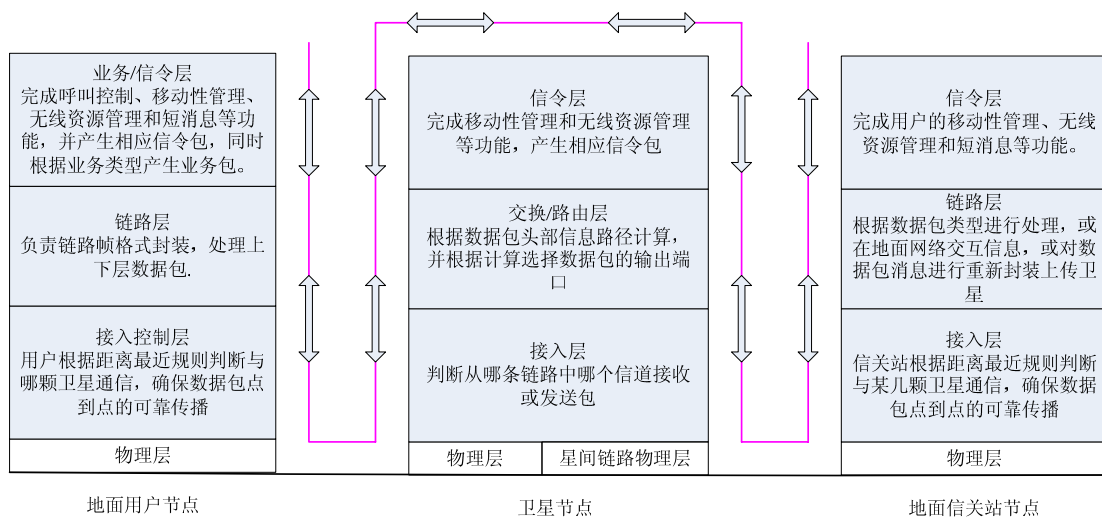 业务/信令层
完成呼叫控制、移动性管理、
无线资源管理和短消息等功
能，并产生相应信令包，同时
根据业务类型产生业务包。
链路层
负责链路帧格式封装，处理上
下层数据包.
接入控制层
用户根据距离最近规则判断与
哪颗卫星通信，确保数据包点
到点的可靠传播
物理层
地面用户节点
信令层
完成移动性管理和无线资源管理
等功能，产生相应信令包
交换/路由层
根据数据包头部信息路径计算，
并根据计算选择数据包的输出端
口
接入层
判断从哪条链路中哪个信道接收
或发送包
物理层
星间链路物理层
卫星节点
信令层
完成用户的移动性管理、无线
资源管理和短消息等功能。
链路层
根据数据包类型进行处理，或
在地面网络交互信息，或对数
据包消息进行重新封装上传卫
星
接入层
信关站根据距离最近规则判断
与某几颗卫星通信，确保数据
包点到点的可靠传播
物理层
地面信关站节点